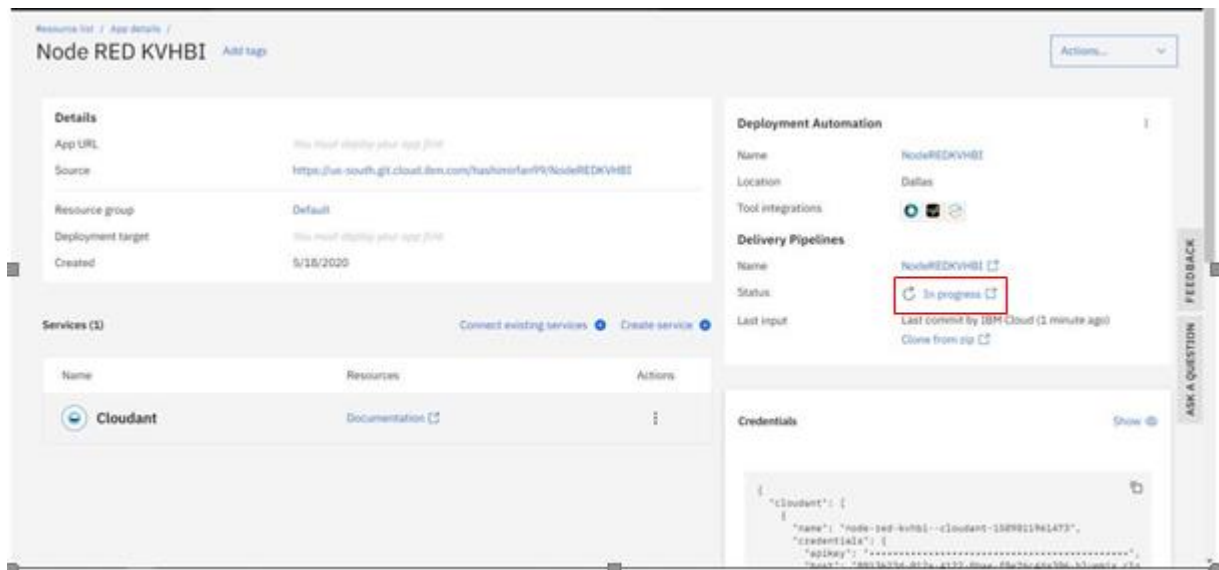 Resource list / App details /
Node RED KVHBI Add tags
Actions...
Details
App URL You must deploy your app first
Source https://us-south.git.cloud.ibm.com/hashimirfan99/NodeREDKVHBI
Resource group Default
Deployment target You must deploy your app first
Created 5/18/2020
Services (1) Connect existing services Create service
Name Resources Actions
Cloudant Documentation
Deployment Automation
Name NodeREDKVHBI
Location Dallas
Tool integrations
Delivery Pipelines
Name NodeREDKVHBI
Status In progress
Last input Last commit by IBM Cloud (1 minute ago)
Clone from zip
Credentials Show
{
"cloudant": [
{
"name": "node-red-kvhbi--cloudant-1589811961473",
"credentials": {
"apikey": "********************************************",
"host":
FEEDBACK
ASK A QUESTION